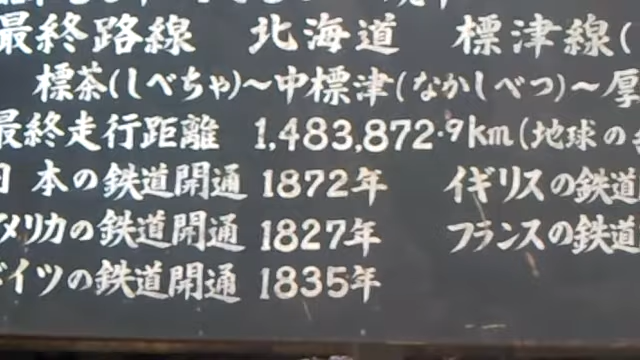 最終路線 北海道 標津線(
標茶(しべちゃ)~中標津(なかしべつ)~厚
最終走行距離 1,483,872.9km(地球の
日本の鉄道開通 1872年 イギリスの鉄道
メリカの鉄道開通 1827年 フランスの鉄道
ドイツの鉄道開通 1835年